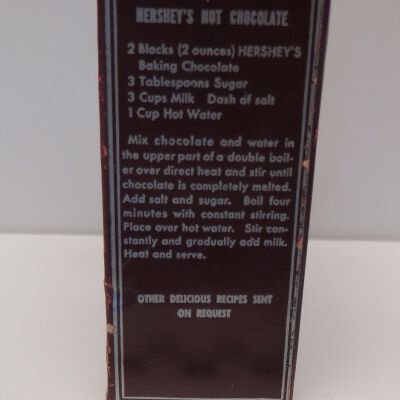 HERSHEY'S HOT CHOCOLATE
2 Blocks (2 ounces) HERSHEY'S
Baking Chocolate
3 Tablespoons Sugar
3 Cups Milk Dash of salt
1 Cup Hot Water
Mix chocolate and water in
the upper part of a double boil-
er over direct heat and stir until
chocolate is completely melted.
Add salt and sugar. Boil four
minutes with constant stirring.
Place over hot water. Stir con-
stantly and gradually add milk.
Heat and serve.
OTHER DELICIOUS RECIPES SENT
ON REQUEST